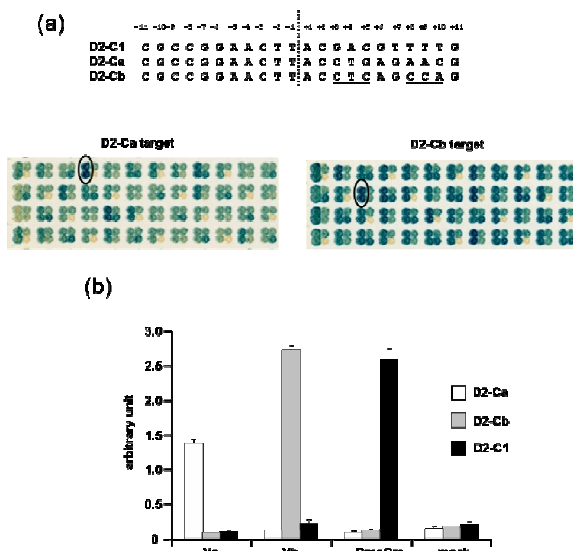 (a)
-11 -10 -9 -8 -7 -6 -5 -4 -3 -2 -1 +1 +2 +3 +4 +5 +6 +7 +8 +9 +10 +11
D2-C1 C G C C G G A A C T T A C G A C G T T T T G
D2-Ca C G C C G G A A C T T A C C T G A G A A C G
D2-Cb C G C C G G A A C T T A C C T C A G C C A G
D2-Ca target D2-Cb target
(b)
arbitrary unit
3.0
2.5
2.0
1.5
1.0
0.5
0
D2-Ca
D2-Cb
D2-C1